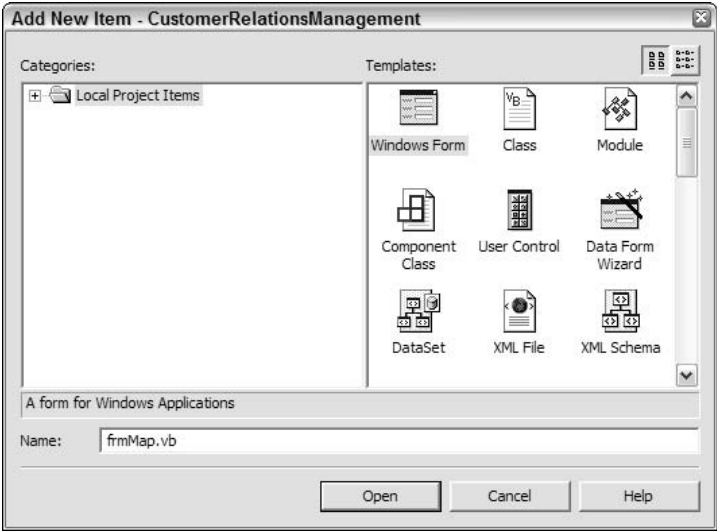 Add New Item - CustomerRelationsManagement
Categories:
Templates:
Local Project Items
Windows Form
Class
Module
Component
Class
User Control
Data Form
Wizard
DataSet
XML File
XML Schema
A form for Windows Applications
Name:
frmMap.vb
Open
Cancel
Help